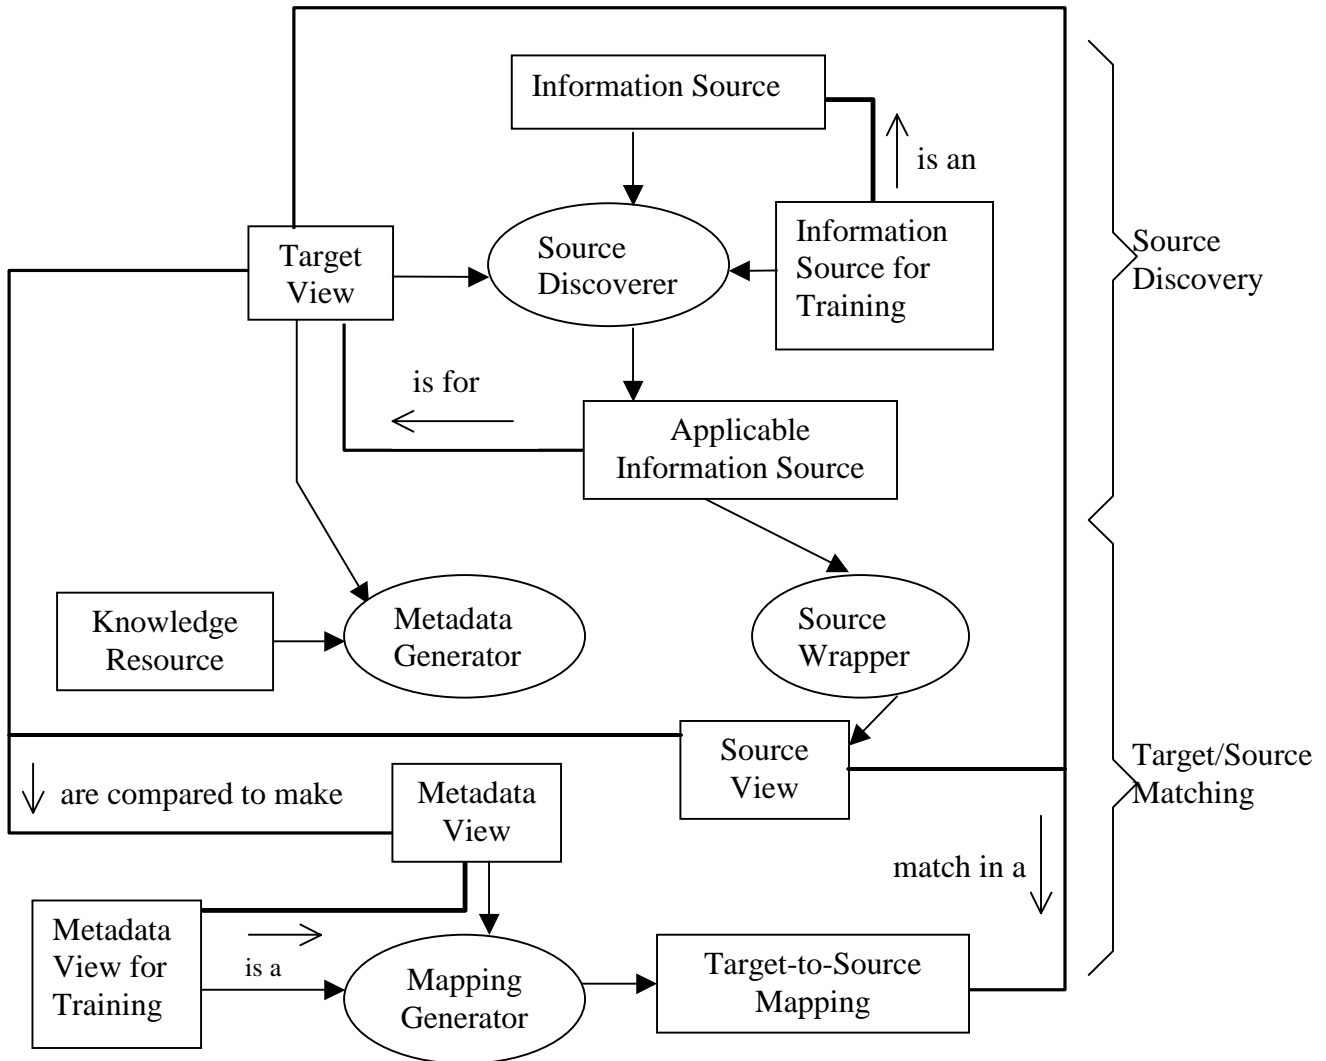 Information Source
is an
Information
Source for
Training
Source
Discoverer
Target
View
Source
Discovery
is for
Applicable
Information Source
Knowledge
Resource
Metadata
Generator
Source
Wrapper
Source
View
Target/Source
Matching
are compared to make
Metadata
View
match in a
Metadata
View for
Training
is a
Mapping
Generator
Target-to-Source
Mapping